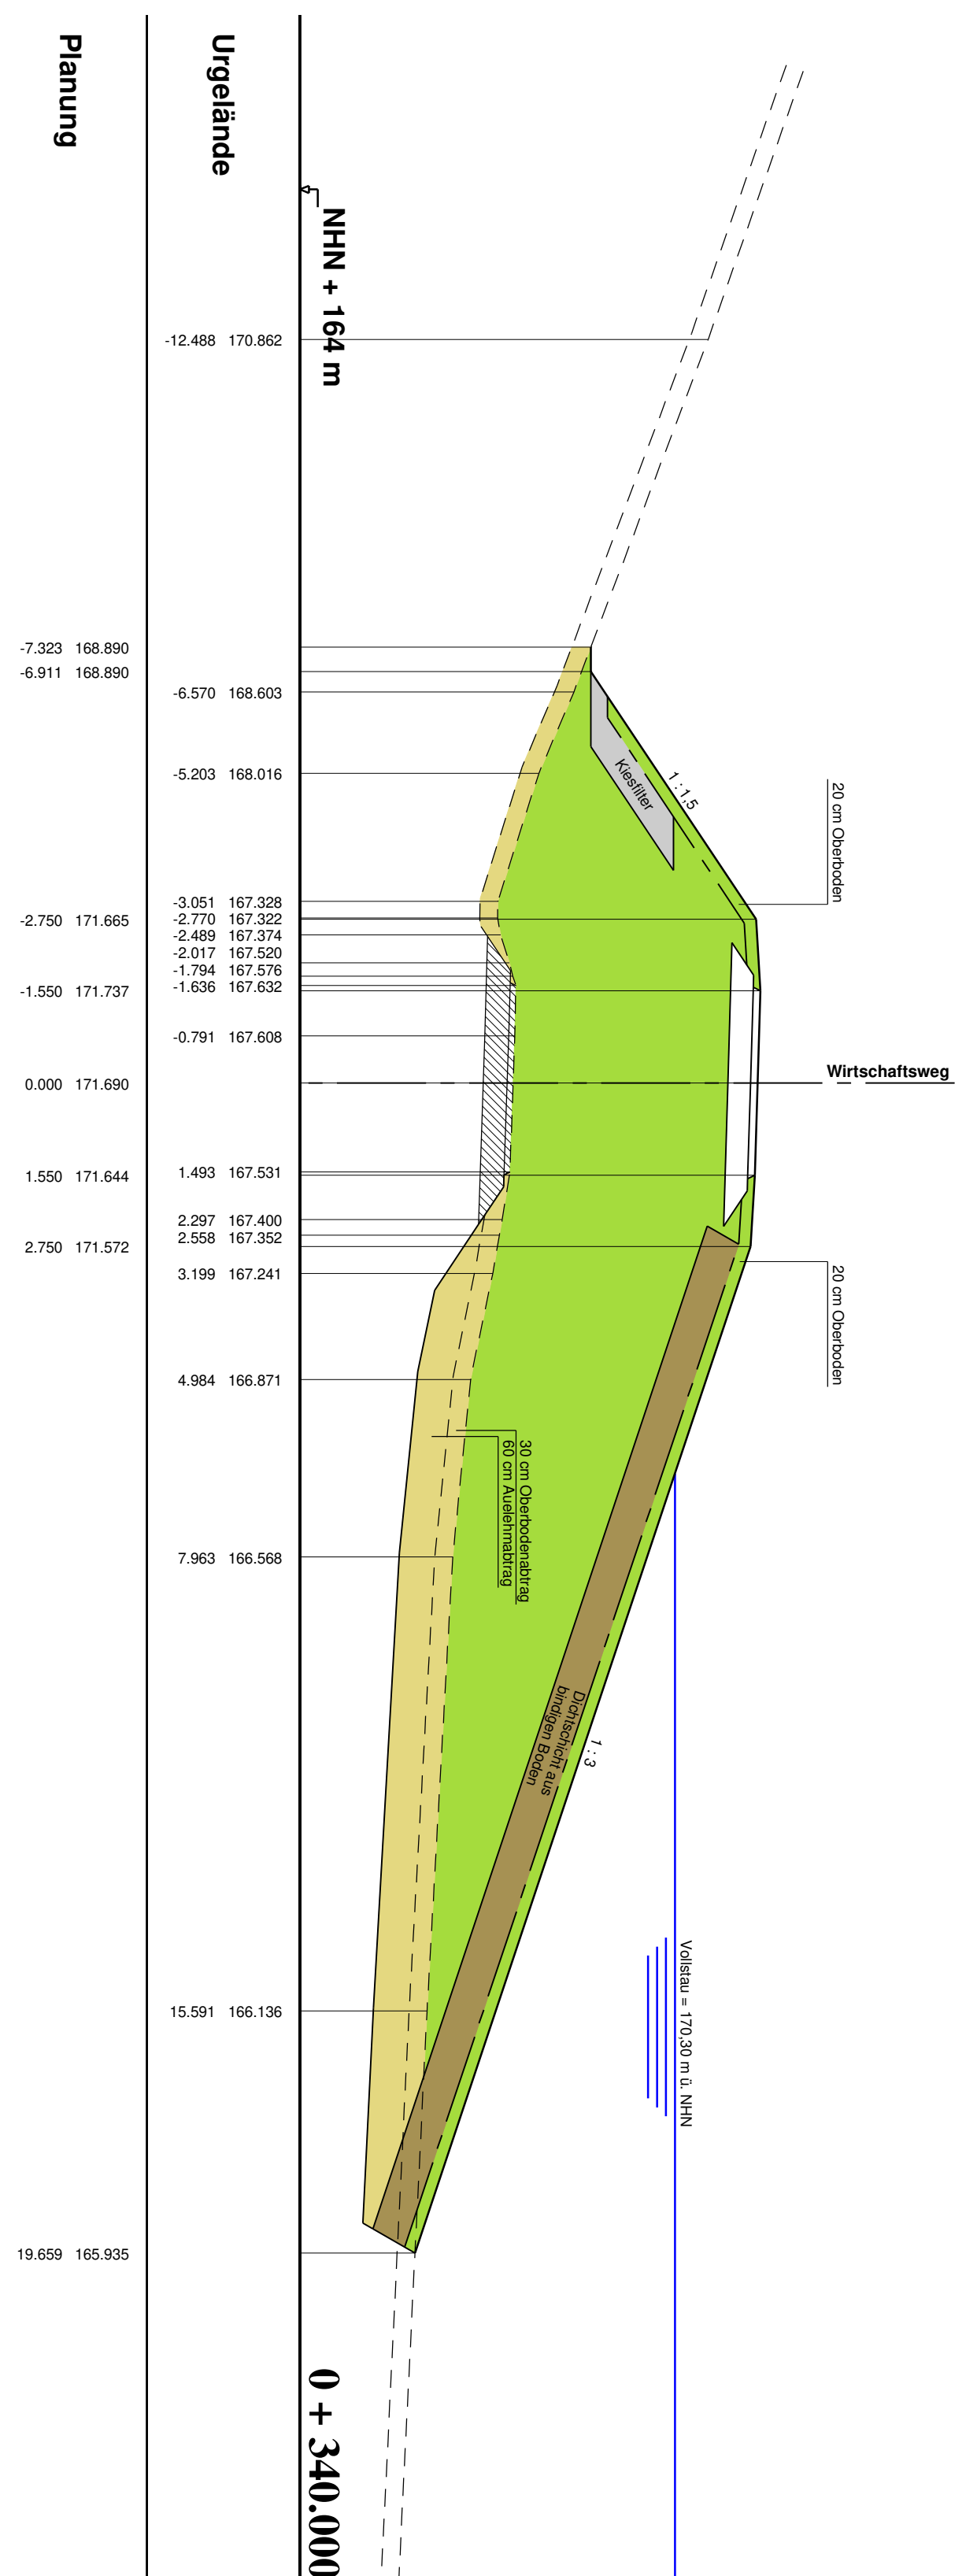 Planung
Urgelände
NHN + 164 m
-12.488 170.862
-7.323 168.890
-6.911 168.890
-6.570 168.603
-5.203 168.016
-3.051 167.328
-2.770 167.322
-2.750 171.665
-2.489 167.374
-2.017 167.520
-1.794 167.576
-1.636 167.632
-1.550 171.737
-0.791 167.608
0.000 171.690
1.493 167.531
1.550 171.644
2.297 167.400
2.558 167.352
2.750 171.572
3.199 167.241
4.984 166.871
7.963 166.568
15.591 166.136
19.659 165.935
Kiesfilter
1 : 1,5
20 cm Oberboden
Wirtschaftsweg
20 cm Oberboden
30 cm Oberbodenabtrag
60 cm Auelehmabtrag
Dichtschicht aus
bindigen Boden
1 : 3
Vollstau = 170,30 m ü. NHN
0 + 340.000